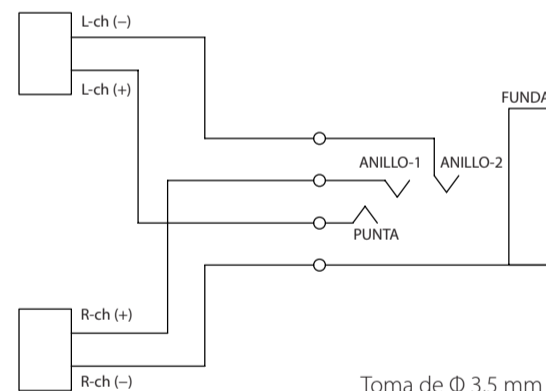 L-ch (–)
L-ch (+)
FUNDA
ANILLO-1
ANILLO-2
PUNTA
R-ch (+)
R-ch (–)
Toma de Φ 3.5 mm